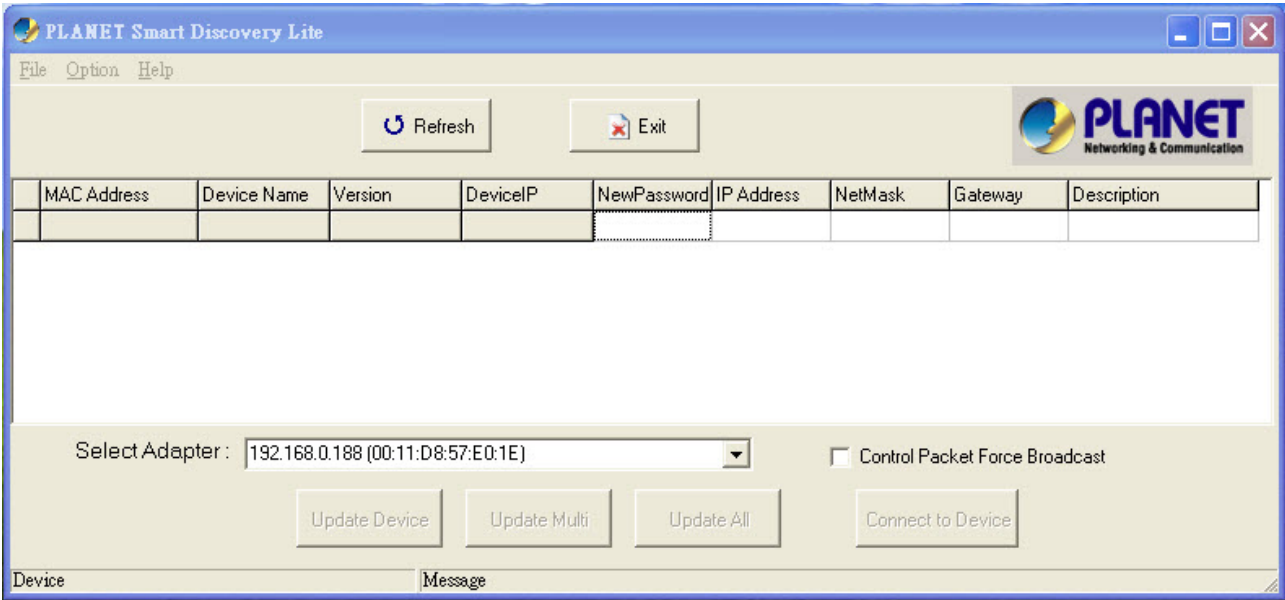 PLANET Smart Discovery Lite
File Option Help
Refresh Exit PLANET
Networking & Communication
MAC Address Device Name Version DeviceIP NewPassword IP Address NetMask Gateway Description
Select Adapter : 192.168.0.188 (00:11:D8:57:E0:1E) Control Packet Force Broadcast
Update Device Update Multi Update All Connect to Device
Device Message